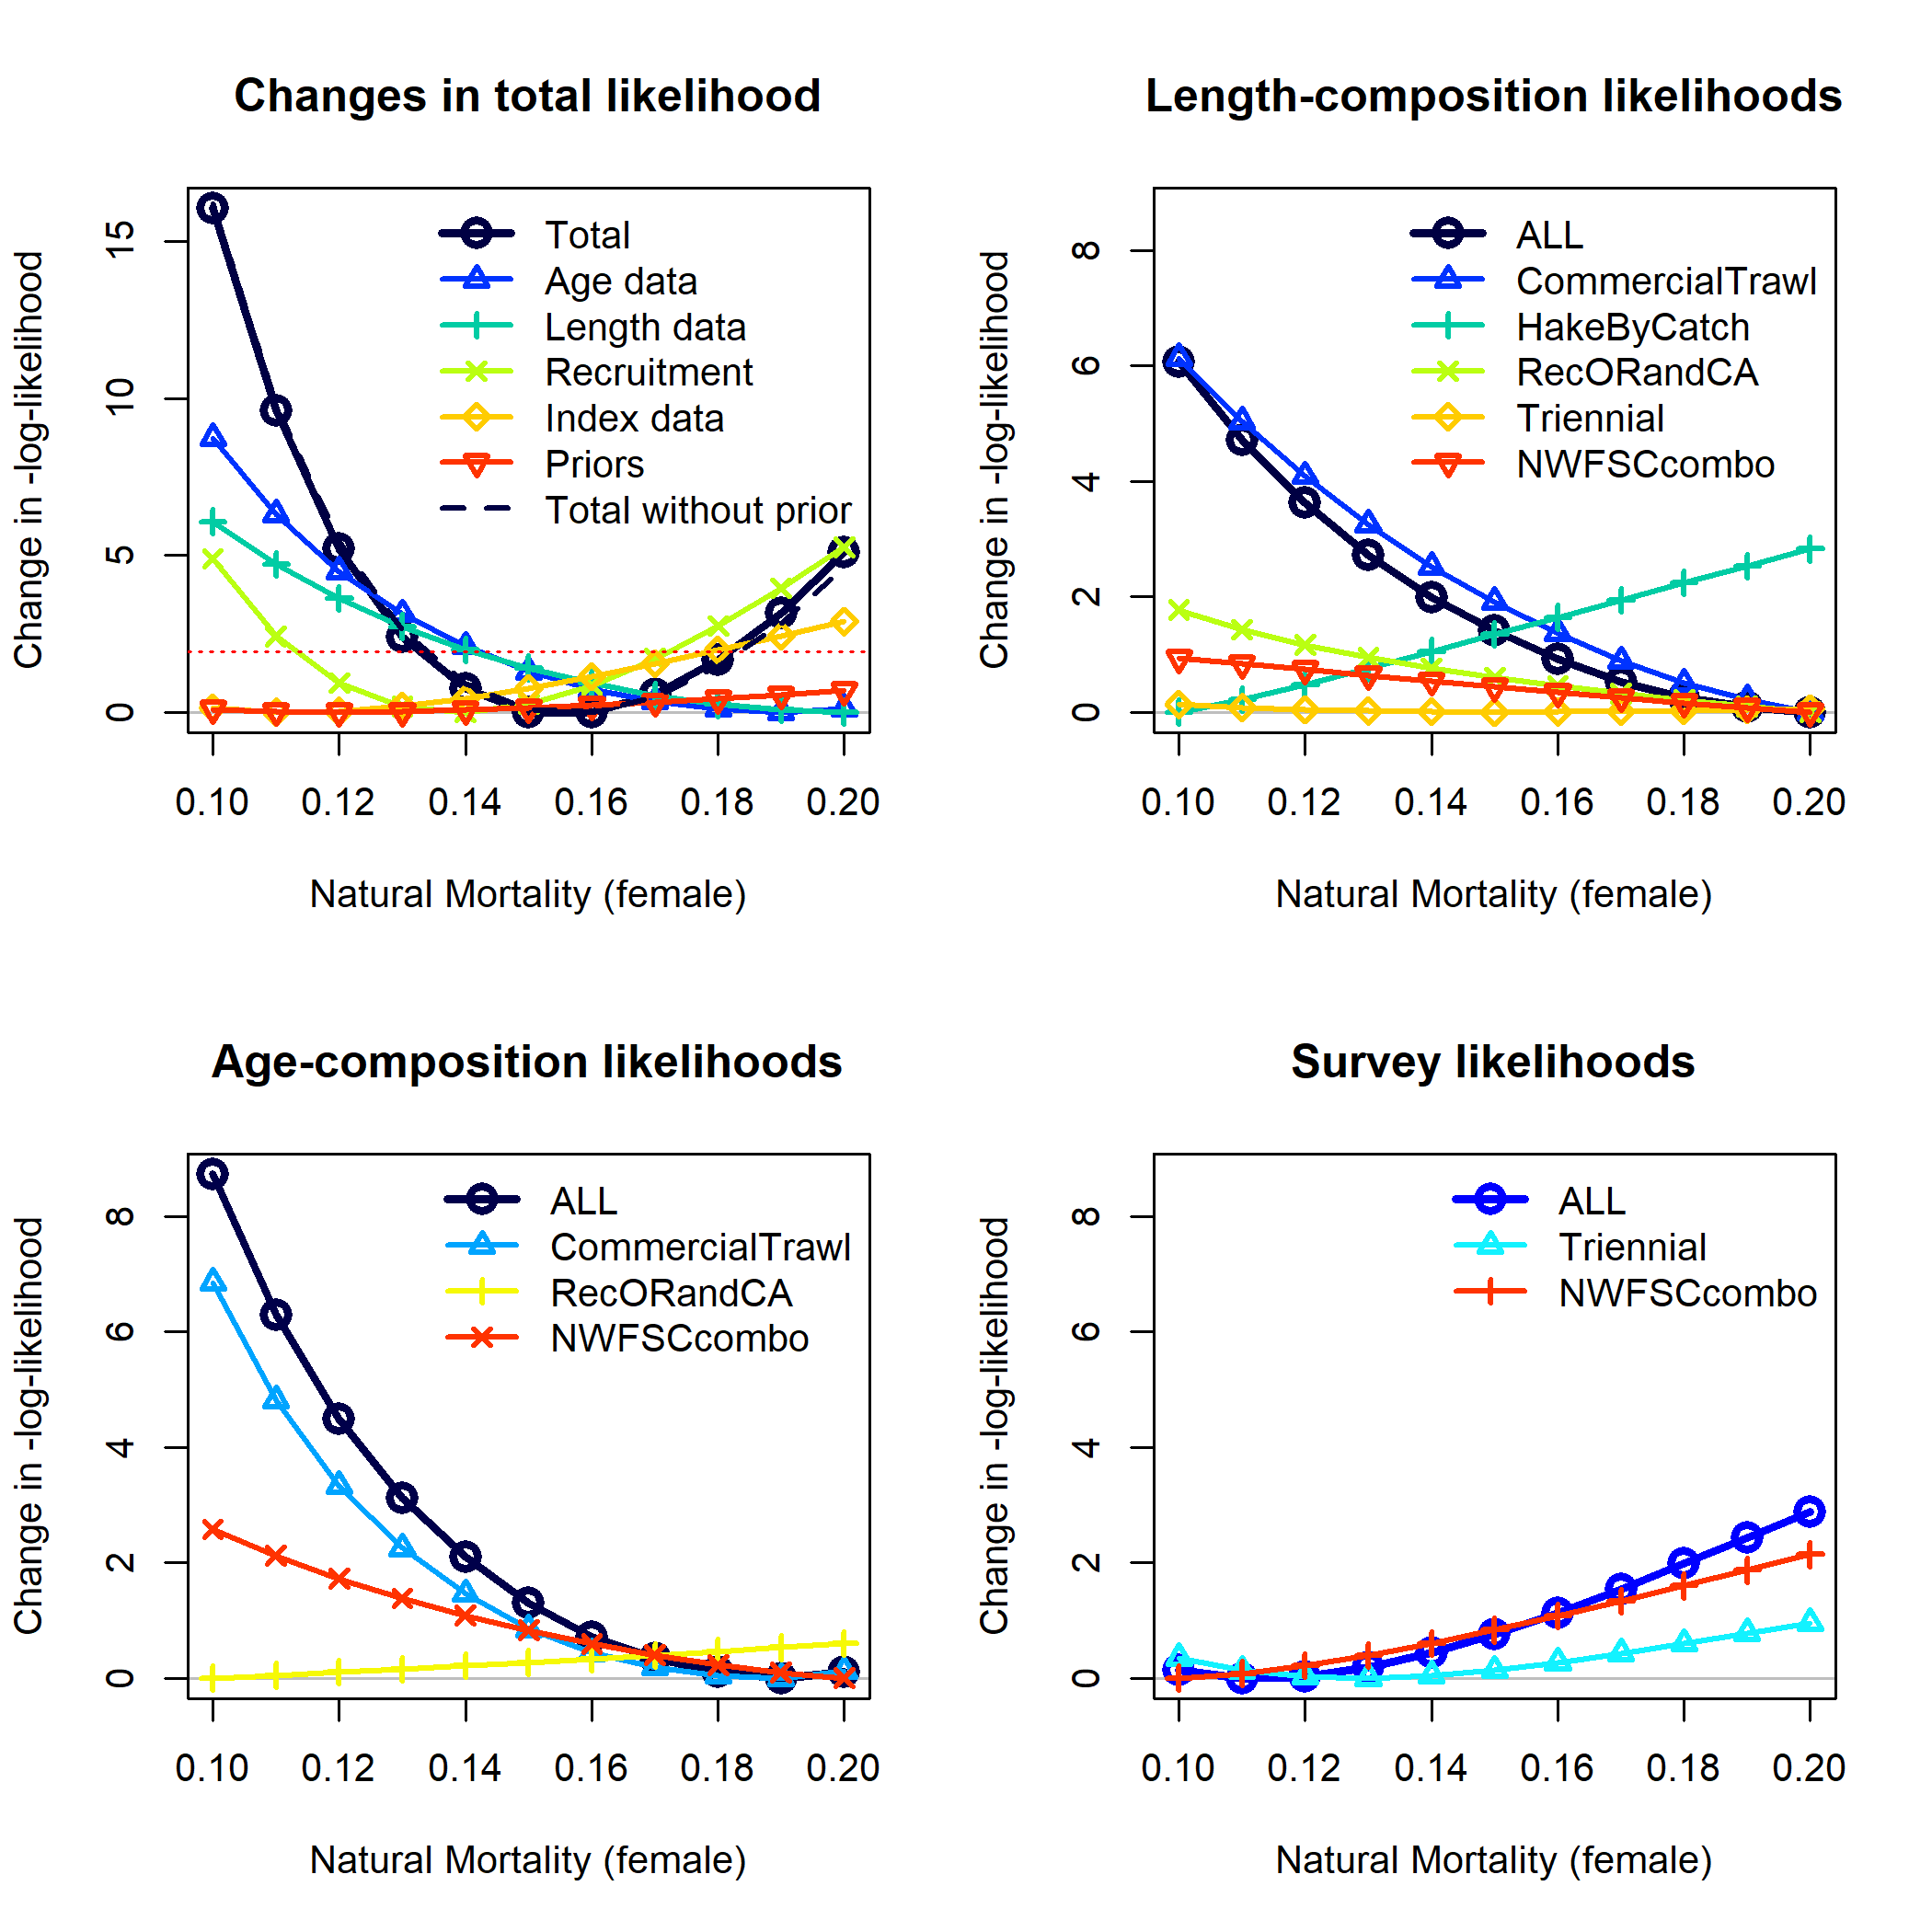 Changes in total likelihood
Change in -log-likelihood
15
10
5
0
Total
Age data
Length data
Recruitment
Index data
Priors
Total without prior
0.10 0.12 0.14 0.16 0.18 0.20
Natural Mortality (female)
Length-composition likelihoods
Change in -log-likelihood
8
6
4
2
0
ALL
CommercialTrawl
HakeByCatch
RecORandCA
Triennial
NWFSCcombo
0.10 0.12 0.14 0.16 0.18 0.20
Natural Mortality (female)
Age-composition likelihoods
Change in -log-likelihood
8
6
4
2
0
ALL
CommercialTrawl
RecORandCA
NWFSCcombo
0.10 0.12 0.14 0.16 0.18 0.20
Natural Mortality (female)
Survey likelihoods
Change in -log-likelihood
8
6
4
2
0
ALL
Triennial
NWFSCcombo
0.10 0.12 0.14 0.16 0.18 0.20
Natural Mortality (female)